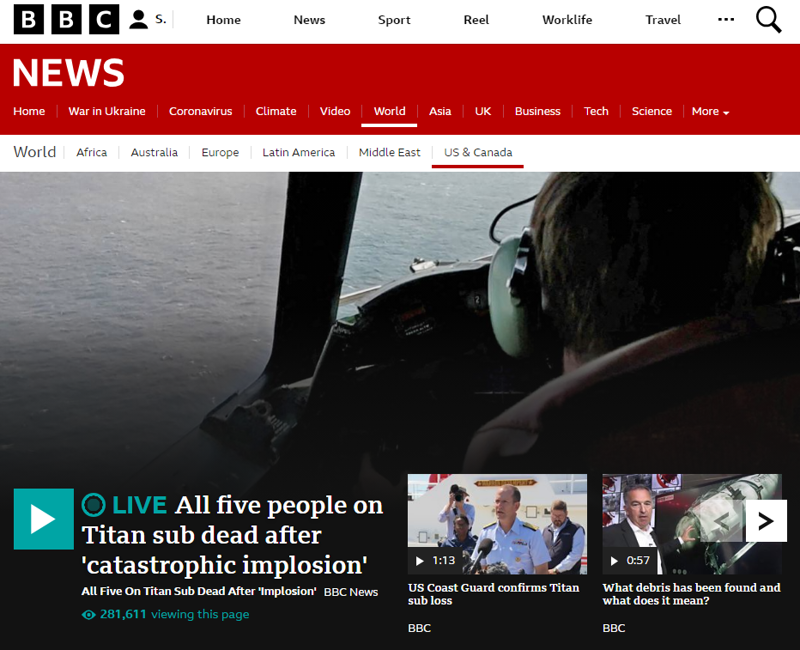 BBC S. Home News Sport Reel Worklife Travel ...
NEWS
Home War in Ukraine Coronavirus Climate Video World Asia UK Business Tech Science More
World Africa Australia Europe Latin America Middle East US & Canada
LIVE All five people on
Titan sub dead after
'catastrophic implosion'
All Five On Titan Sub Dead After 'Implosion' BBC News
281,611 viewing this page
1:13
US Coast Guard confirms Titan
sub loss
BBC
0:57
What debris has been found and
what does it mean?
BBC